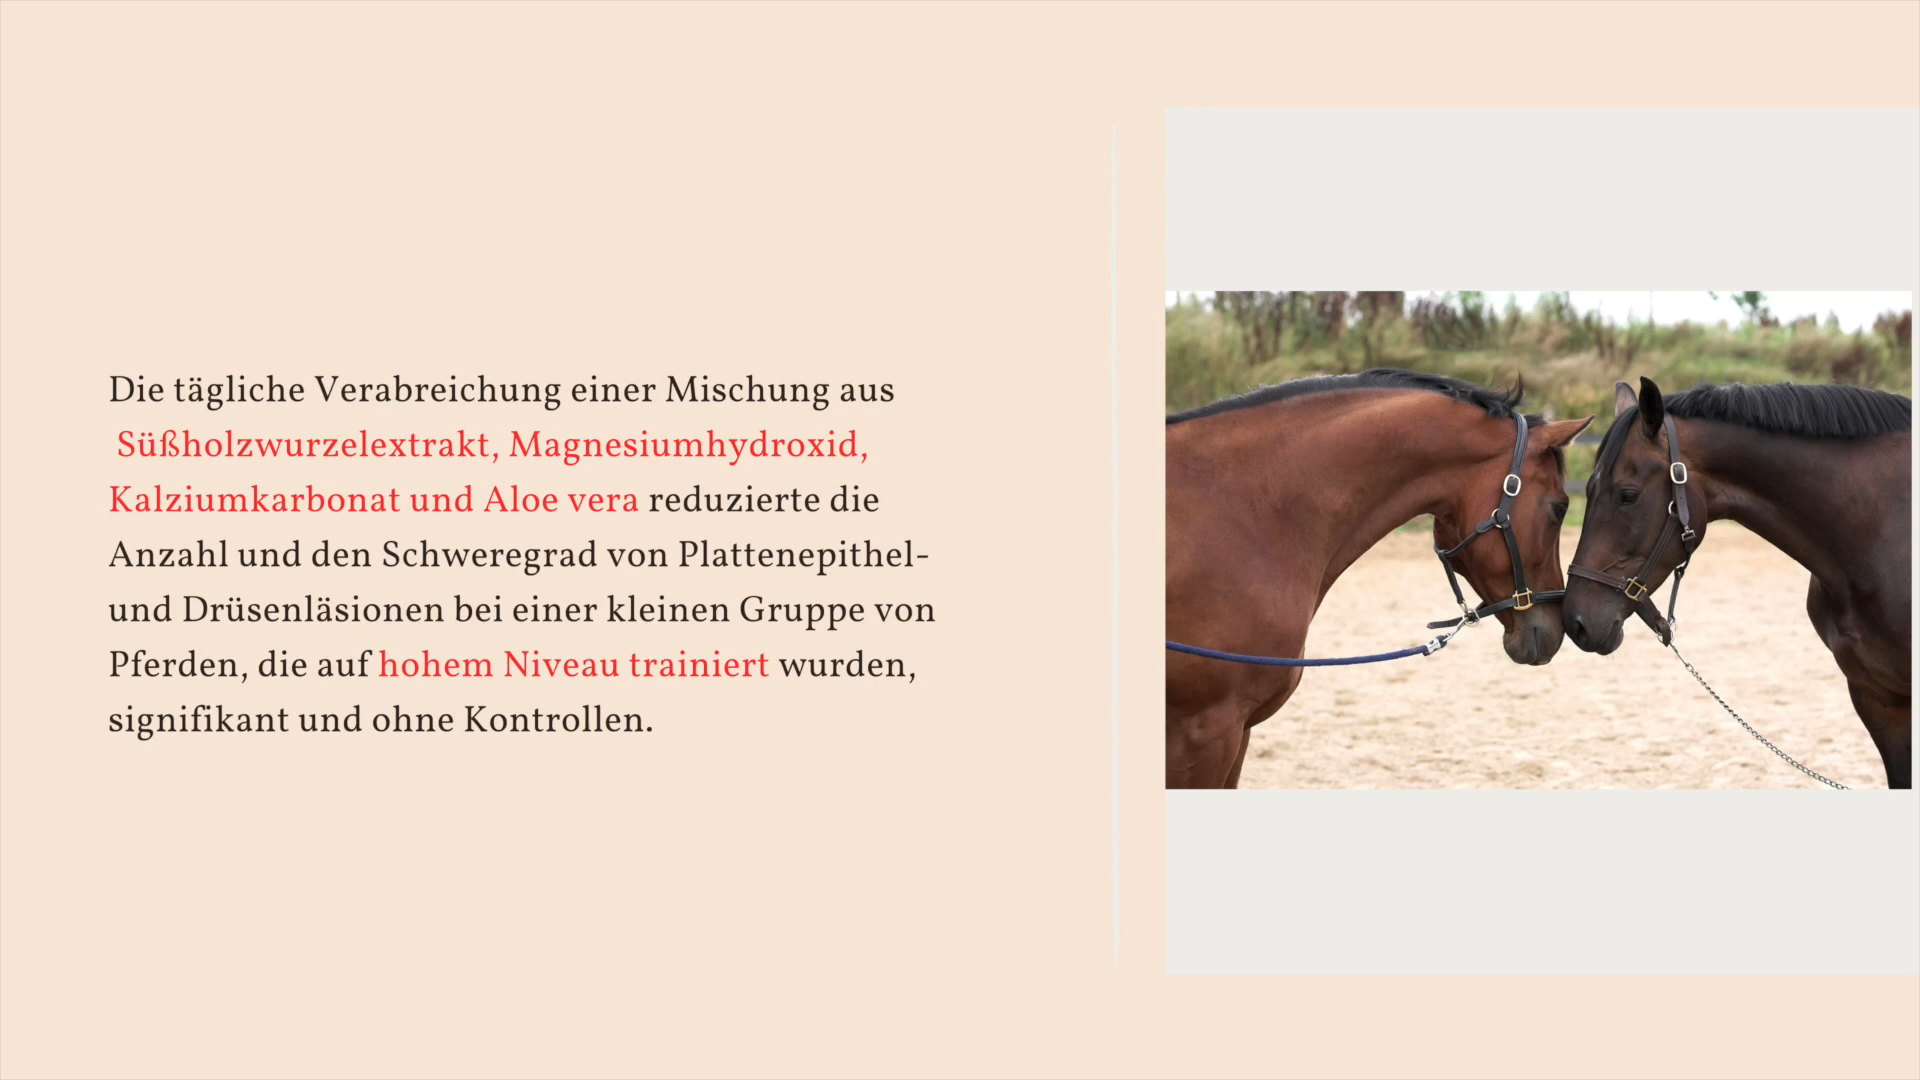 Die tägliche Verabreichung einer Mischung aus
Süßholzwurzelextrakt, Magnesiumhydroxid,
Kalziumkarbonat und Aloe vera reduzierte die
Anzahl und den Schweregrad von Plattenepithel-
und Drüsenläsionen bei einer kleinen Gruppe von
Pferden, die auf hohem Niveau trainiert wurden,
signifikant und ohne Kontrollen.